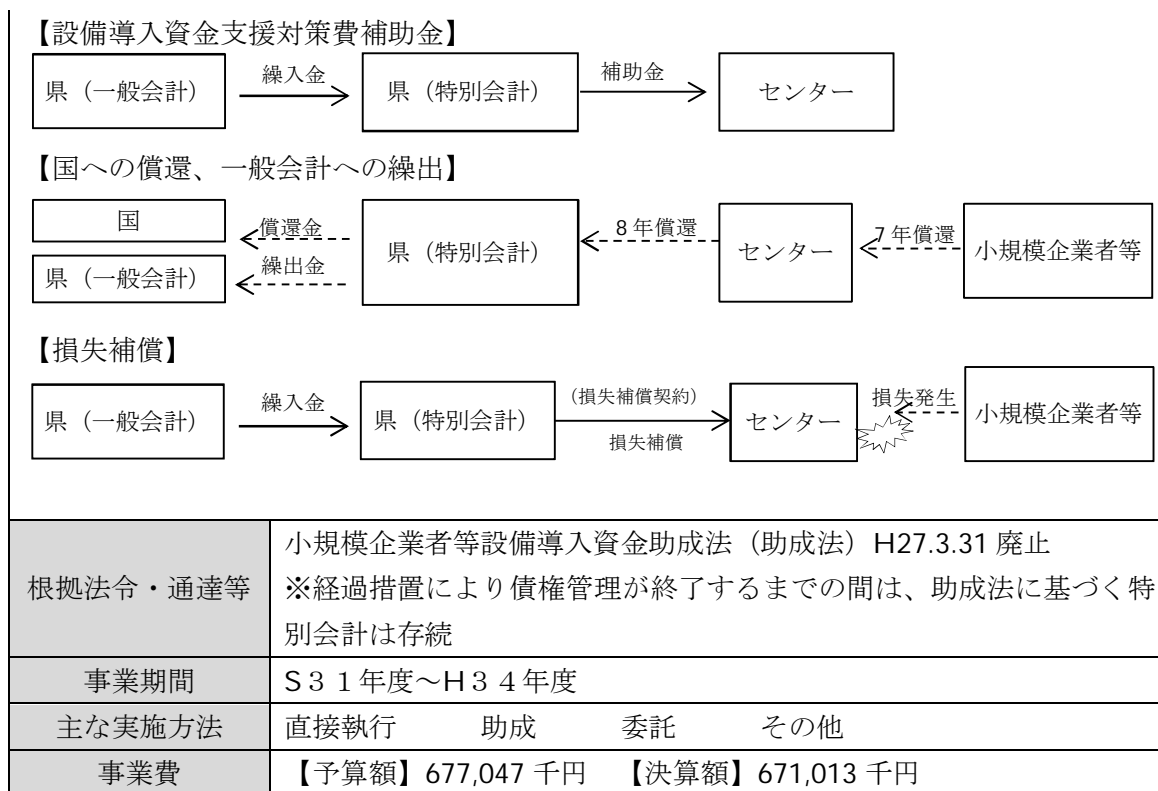 【設備導入資金支援対策費補助金】
県（一般会計） 繰入金 県（特別会計） 補助金 センター
【国への償還、一般会計への繰出】
国 償還金 県（特別会計） 8 年償還 センター 7 年償還 小規模企業者等
県（一般会計） 繰出金
【損失補償】
県（一般会計） 繰入金 県（特別会計） （損失補償契約） センター 損失発生 小規模企業者等
損失補償
根拠法令・通達等 小規模企業者等設備導入資金助成法（助成法）H27.3.31 廃止
※経過措置により債権管理が終了するまでの間は、助成法に基づく特
別会計は存続
事業期間 S３１年度～H３４年度
主な実施方法 直接執行 助成 委託 その他
事業費 【予算額】677,047 千円 【決算額】671,013 千円